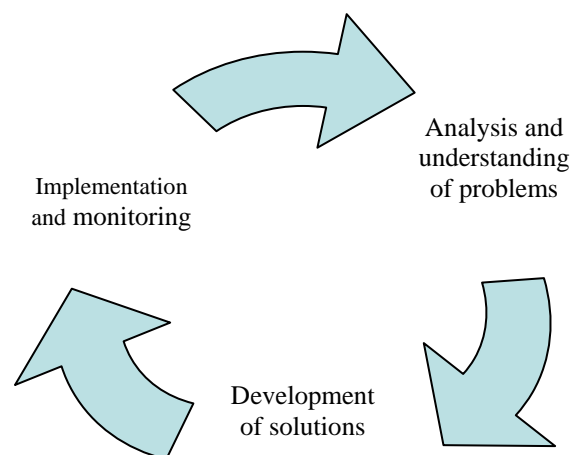 Analysis and
understanding
of problems
Implementation
and monitoring
Development
of solutions